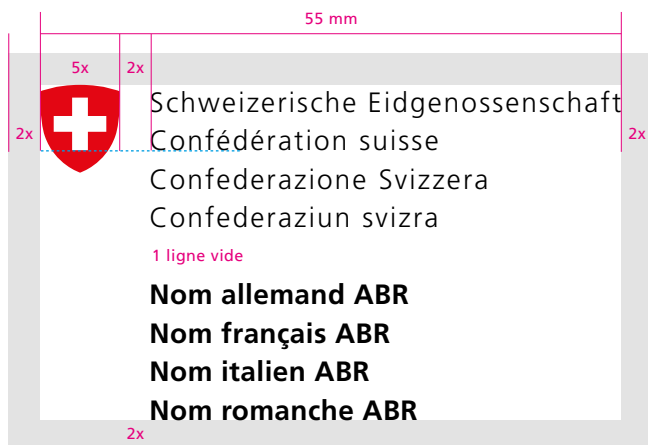 55 mm
5x 2x
Schweizerische Eidgenossenschaft
2x Confédération suisse 2x
Confederazione Svizzera
Confederaziun svizra
1 ligne vide
Nom allemand ABR
Nom français ABR
Nom italien ABR
Nom romanche ABR
2x